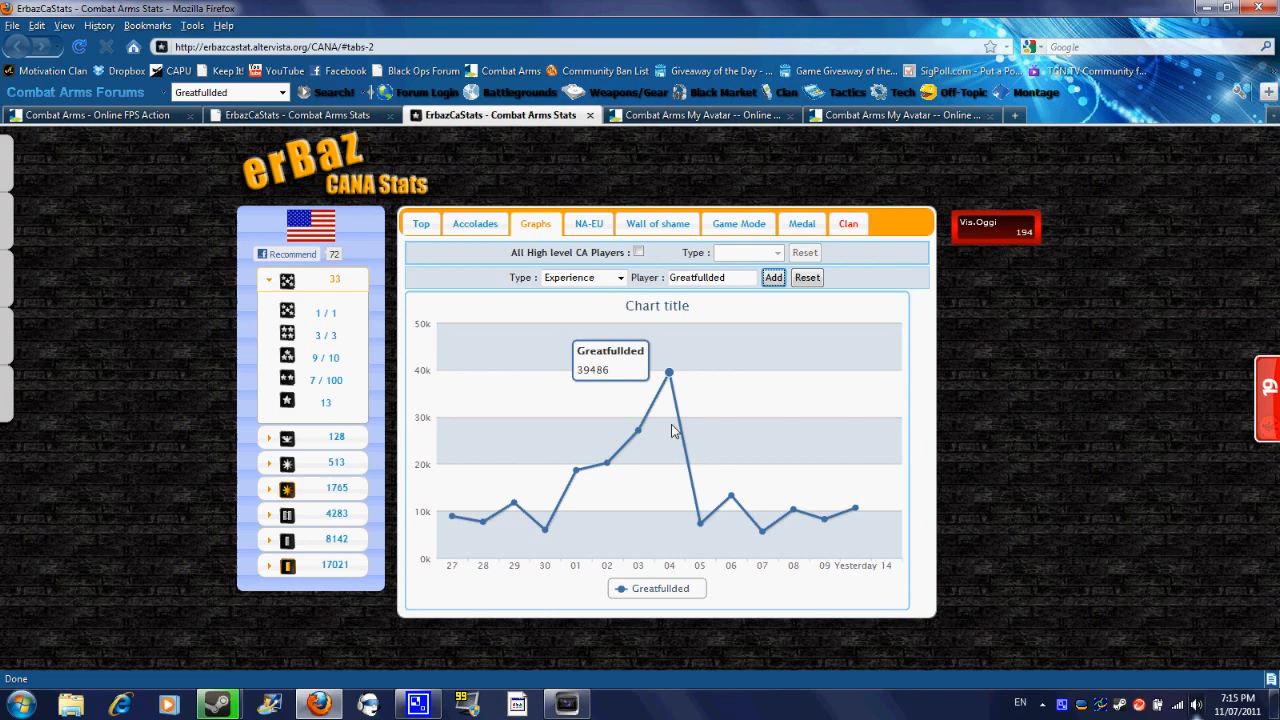 ErbazCaStats - Combat Arms Stats - Mozilla Firefox
File Edit View History Bookmarks Tools Help
http://erbazcastat.altervista.org/CANA/#tabs-2
Google
Motivation Clan Dropbox CAPU Keep It! YouTube Facebook Black Ops Forum Combat Arms Community Ban List Giveaway of the Day - ... Game Giveaway of the... SigPoll.com - Put a Po... TGN.TV Community f...
Combat Arms Forums Greatfullded Search! Forum Login Battlegrounds Weapons/Gear Black Market Clan Tactics Tech Off-Topic Montage
Combat Arms - Online FPS Action ErbazCaStats - Combat Arms Stats ErbazCaStats - Combat Arms Stats Combat Arms My Avatar -- Online ... Combat Arms My Avatar -- Online ...
erBaz
CANA Stats
Recommend 72
33
1 / 1
3 / 3
9 / 10
7 / 100
13
128
513
1765
4283
8142
17021
Top Accolades Graphs NA-EU Wall of shame Game Mode Medal Clan
All High level CA Players : Type : Reset
Type : Experience Player : Greatfullded Add Reset
Chart title
50k
40k
30k
20k
10k
0k
Greatfullded
39486
27 28 29 30 01 02 03 04 05 06 07 08 09 Yesterday 14
Greatfullded
Vis.Oggi
194
Done
EN
7:15 PM
11/07/2011